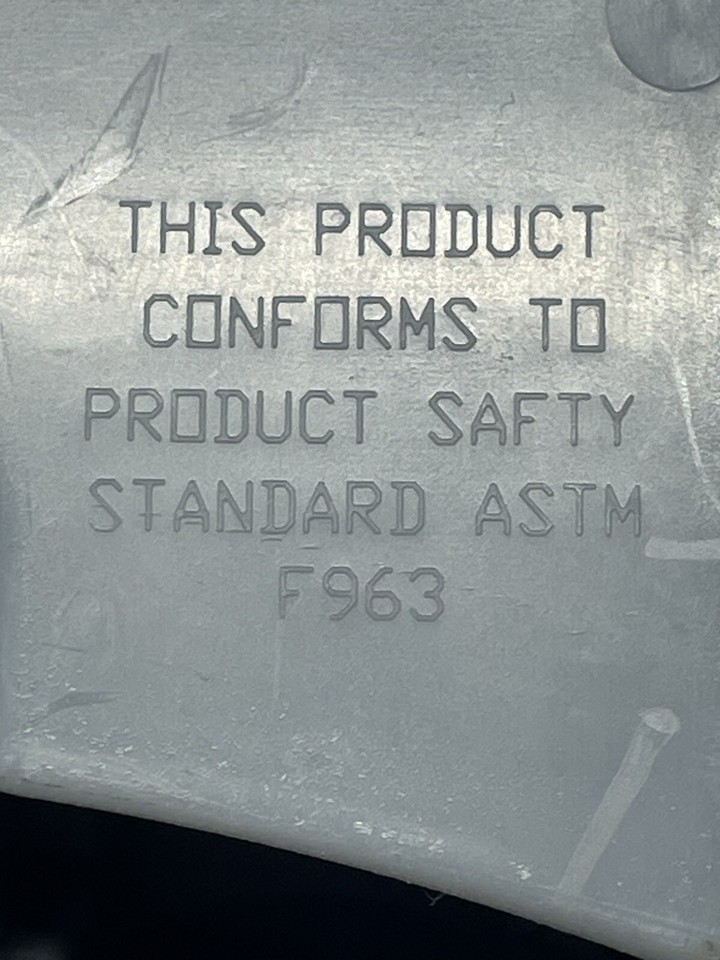 THIS PRODUCT
CONFORMS TO
PRODUCT SAFTY
STANDARD ASTM
F963